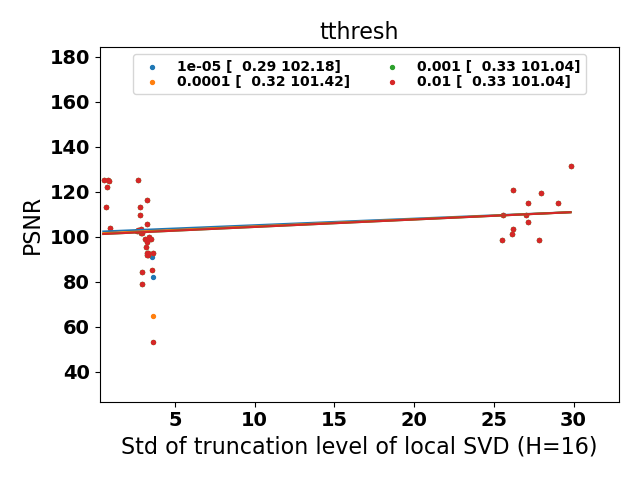 tthresh
1e-05 [  0.29 102.18]
0.0001 [  0.32 101.42]
0.001 [  0.33 101.04]
0.01 [  0.33 101.04]
180
160
140
120
100
80
60
40
PSNR
5 10 15 20 25 30
Std of truncation level of local SVD (H=16)